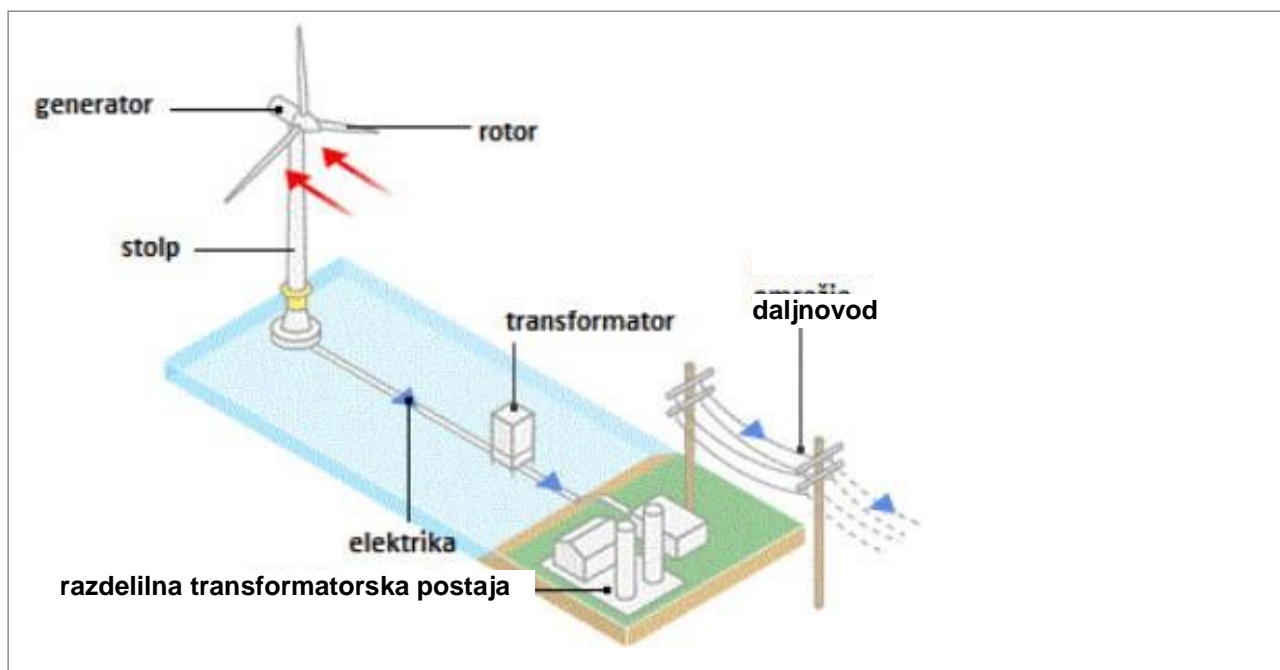 generator
rotor
stolp
daljnovod
transformator
elektrika
razdelilna transformatorska postaja